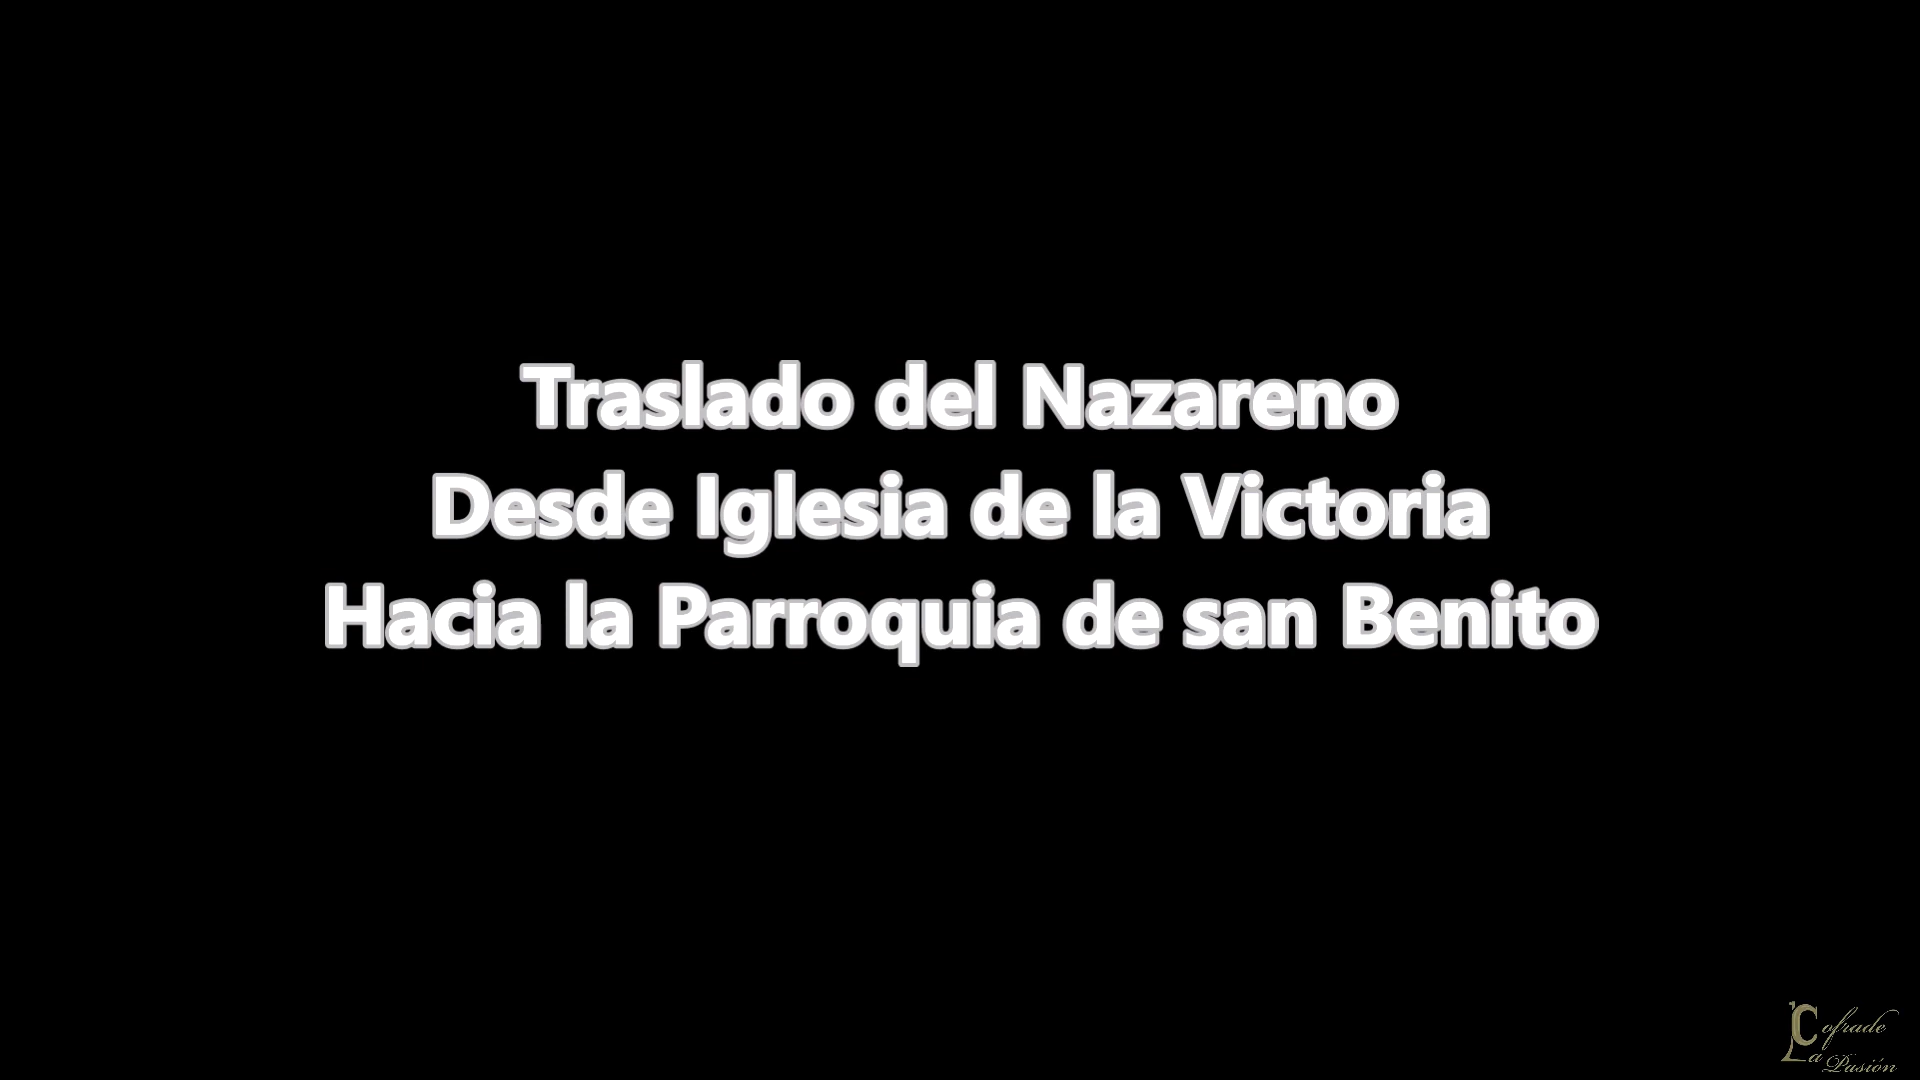 Traslado del Nazareno
Desde Iglesia de la Victoria
Hacia la Parroquia de san Benito
Cofrade
La Pasión